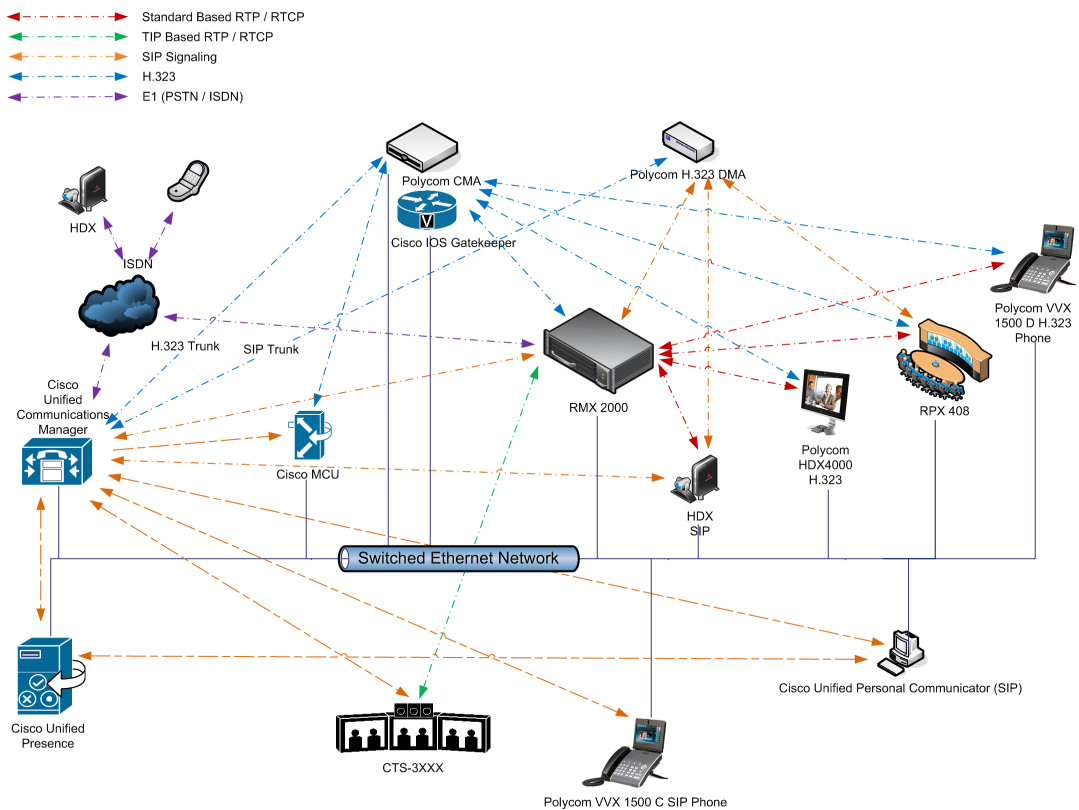 Standard Based RTP / RTCP
TIP Based RTP / RTCP
SIP Signaling
H.323
E1 (PSTN / ISDN)
Polycom CMA
Polycom H.323 DMA
HDX
V
Cisco IOS Gatekeeper
ISDN
Polycom VVX
1500 D H.323
Phone
H.323 Trunk
SIP Trunk
Cisco
Unified
Communications
Manager
RMX 2000
RPX 408
Polycom
HDX4000
H.323
Cisco MCU
HDX
SIP
Switched Ethernet Network
Cisco Unified Personal Communicator (SIP)
Cisco Unified
Presence
CTS-3XXX
Polycom VVX 1500 C SIP Phone